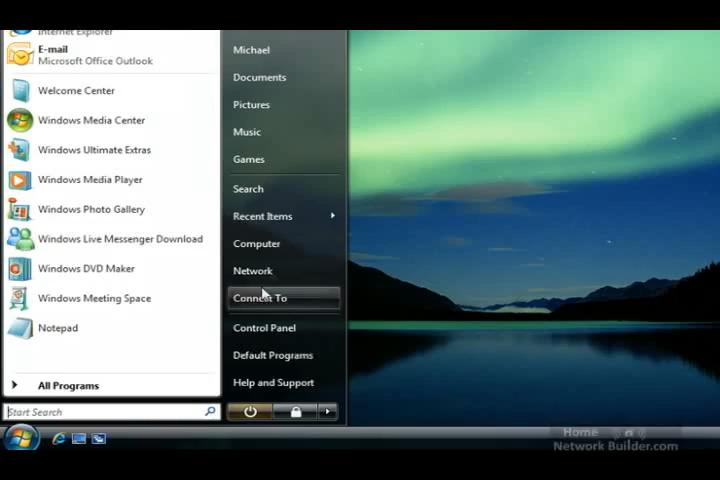 Internet Explorer
E-mail
Microsoft Office Outlook
Welcome Center
Windows Media Center
Windows Ultimate Extras
Windows Media Player
Windows Photo Gallery
Windows Live Messenger Download
Windows DVD Maker
Windows Meeting Space
Notepad
All Programs
Start Search
Michael
Documents
Pictures
Music
Games
Search
Recent Items
Computer
Network
Connect To
Control Panel
Default Programs
Help and Support
Home
Network Builder.com